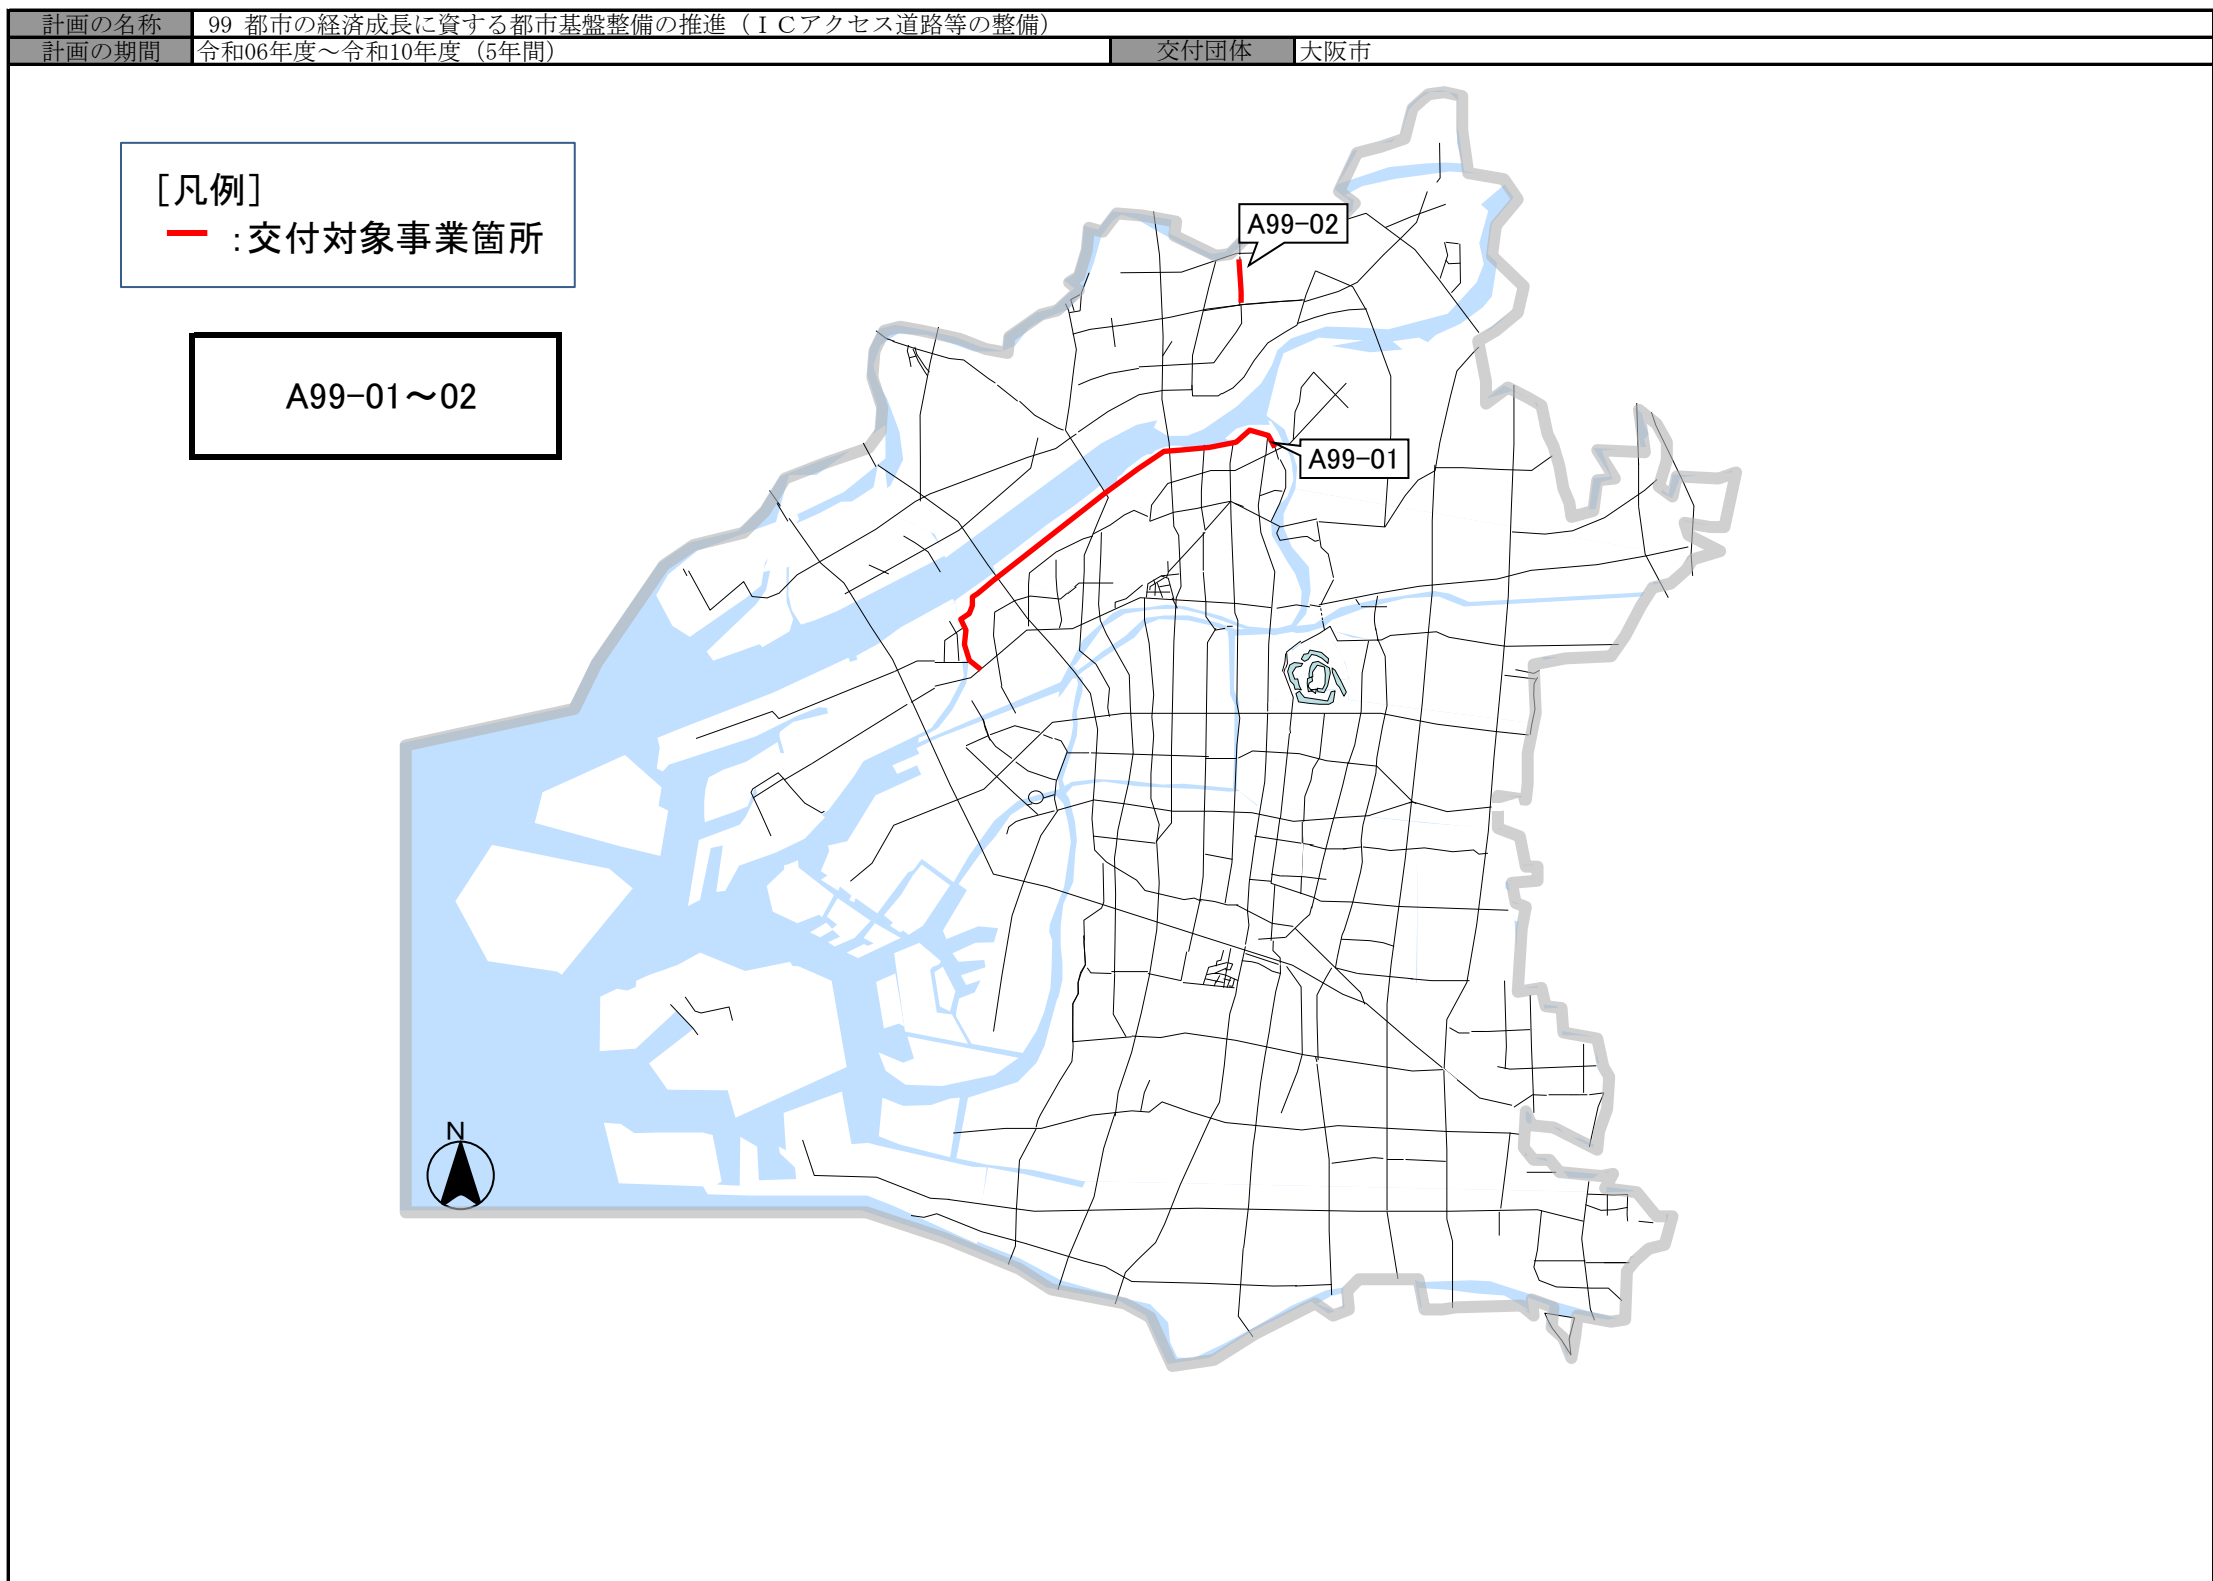 計画の名称 99 都市の経済成長に資する都市基盤整備の推進（ＩＣアクセス道路等の整備）
計画の期間 令和06年度～令和10年度（5年間） 交付団体 大阪市
［凡例］
：交付対象事業箇所
A99-02
A99-01～02
A99-01
N